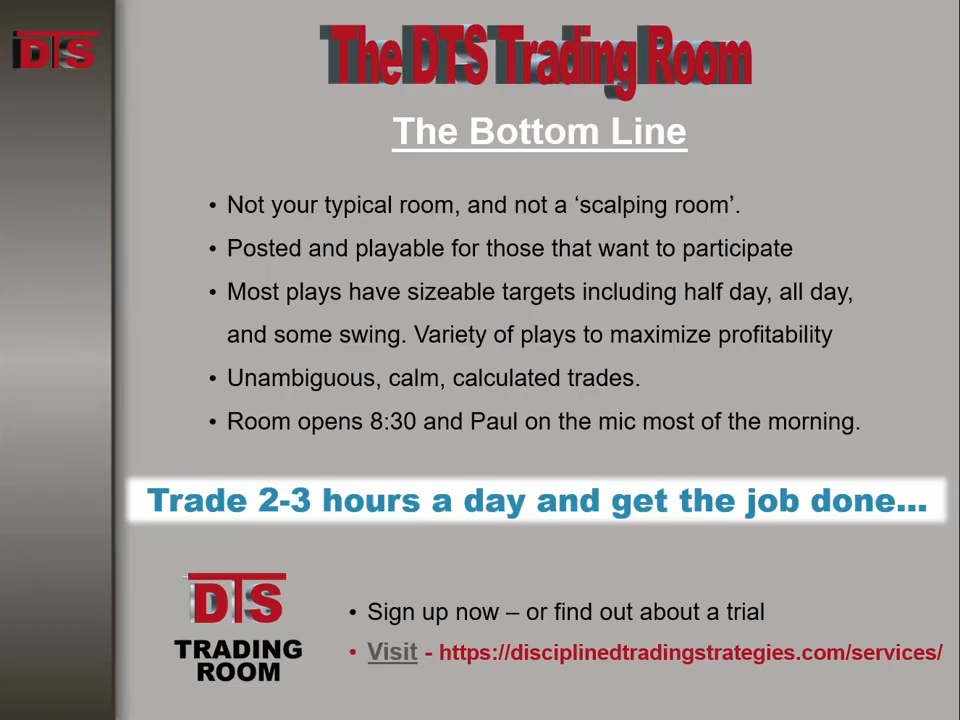 DTS
The DTS Trading Room
The Bottom Line
• Not your typical room, and not a ‘scalping room’.
• Posted and playable for those that want to participate
• Most plays have sizeable targets including half day, all day,
and some swing. Variety of plays to maximize profitability
• Unambiguous, calm, calculated trades.
• Room opens 8:30 and Paul on the mic most of the morning.
Trade 2-3 hours a day and get the job done...
DTS
TRADING
ROOM
• Sign up now – or find out about a trial
• Visit - https://disciplinedtradingstrategies.com/services/